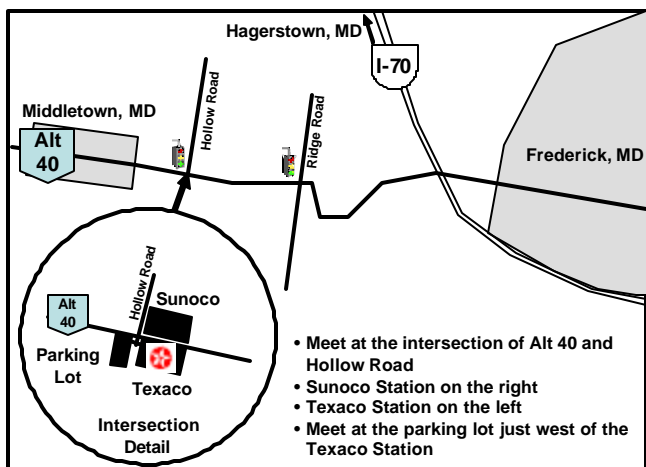 Hagerstown, MD
I-70
Middletown, MD
Alt
40
Hollow Road
Ridge Road
Frederick, MD
Alt
40
Hollow Road
Sunoco
Parking
Lot
Texaco
Intersection
Detail
• Meet at the intersection of Alt 40 and
Hollow Road
• Sunoco Station on the right
• Texaco Station on the left
• Meet at the parking lot just west of the
Texaco Station